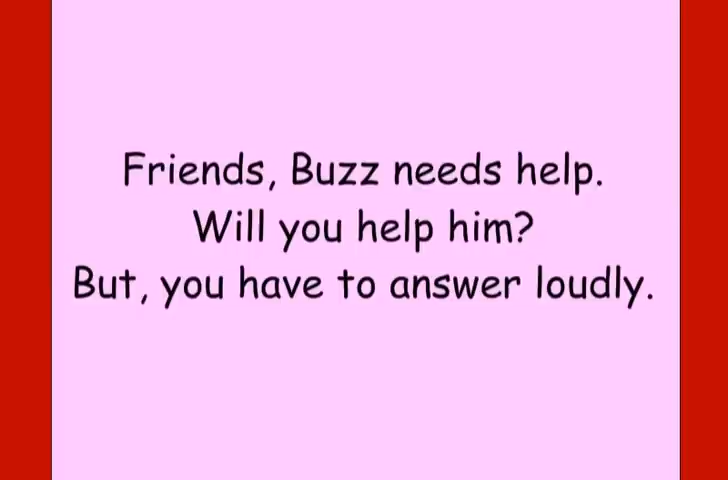 Friends, Buzz needs help.
Will you help him?
But, you have to answer loudly.